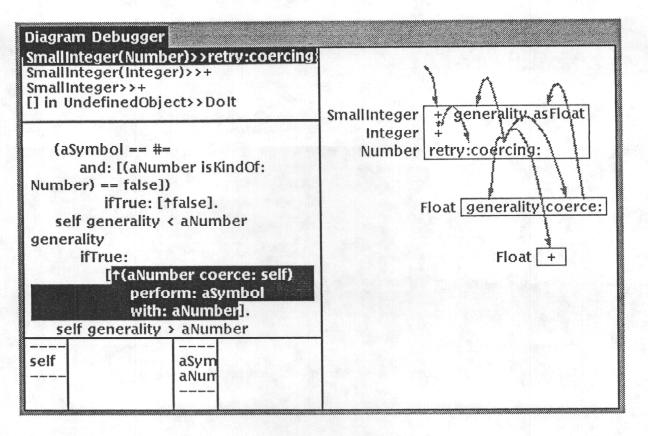 Diagram Debugger
SmallInteger(Number)>>retry:coercing
SmallInteger(Integer)>>+
SmallInteger>>+
[] in UndefinedObject>>DoIt
(aSymbol == #=
and: [(aNumber isKindOf:
Number) == false])
ifTrue: [↑false].
self generality < aNumber
generality
ifTrue:
[↑(aNumber coerce: self)
perform: aSymbol
with: aNumber].
self generality > aNumber
-----
self
-----
-----
aSym
aNum
-----
SmallInteger + generality asFloat
Integer +
Number retry:coercing:
Float generality coerce:
Float +